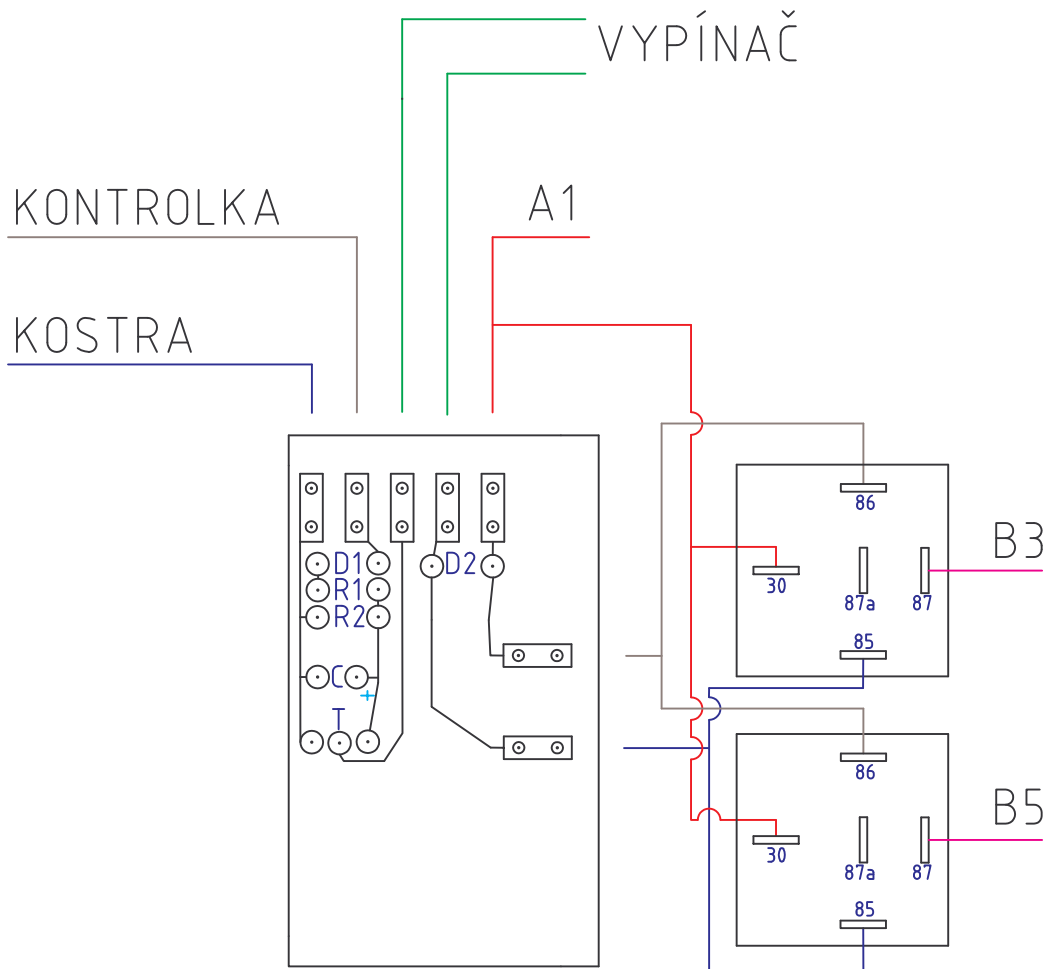 VYPÍNAČ
KONTROLKA
A1
KOSTRA
86
B3
D1
D2
R1
30
87a
87
R2
85
C
+
T
86
B5
30
87a
87
85